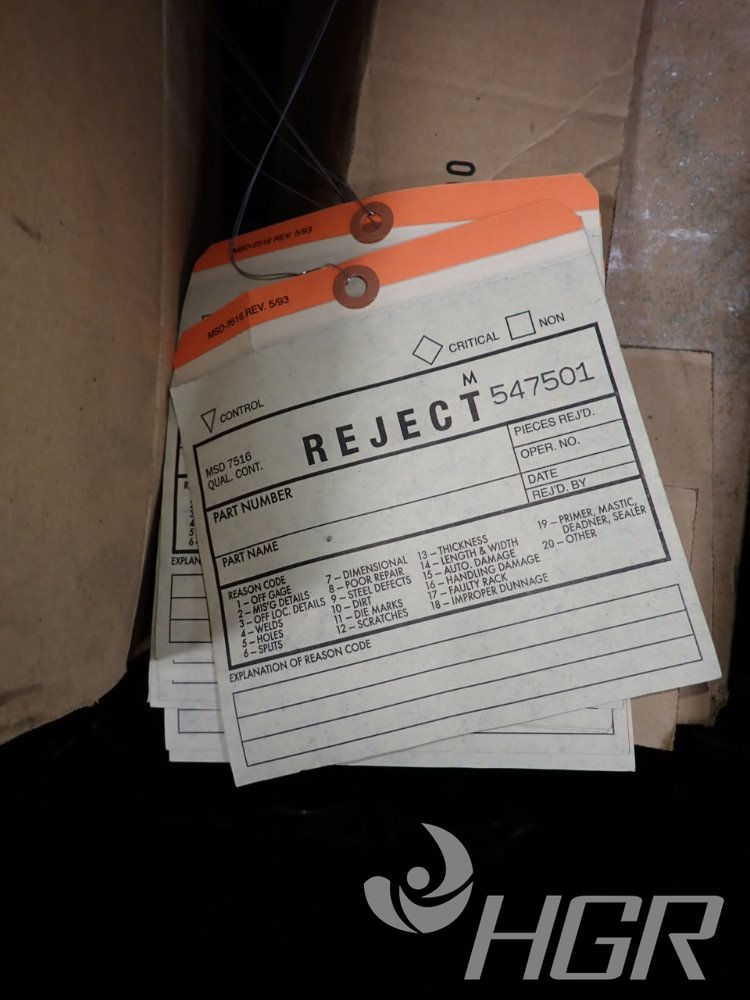 MSD-7516 REV. 5/93
MSD-7516 REV. 5/93
CONTROL
CRITICAL
NON
MSD 7516
QUAL. CONT.
REJECT
M
547501
PIECES REJ'D.
OPER. NO.
DATE
REJ'D. BY
PART NUMBER
PART NAME
REASON CODE
1 – OFF GAGE
2 – MIS'G DETAILS
3 – OFF LOC. DETAILS
4 – WELDS
5 – HOLES
6 – SPLITS
7 – DIMENSIONAL
8 – POOR REPAIR
9 – STEEL DEFECTS
10 – DIRT
11 – DIE MARKS
12 – SCRATCHES
13 – THICKNESS
14 – LENGTH & WIDTH
15 – AUTO. DAMAGE
16 – HANDLING DAMAGE
17 – FAULTY RACK
18 – IMPROPER DUNNAGE
19 – PRIMER, MASTIC,
DEADNER, SEALER
20 – OTHER
EXPLANATION OF REASON CODE
EXPLAN
HGR